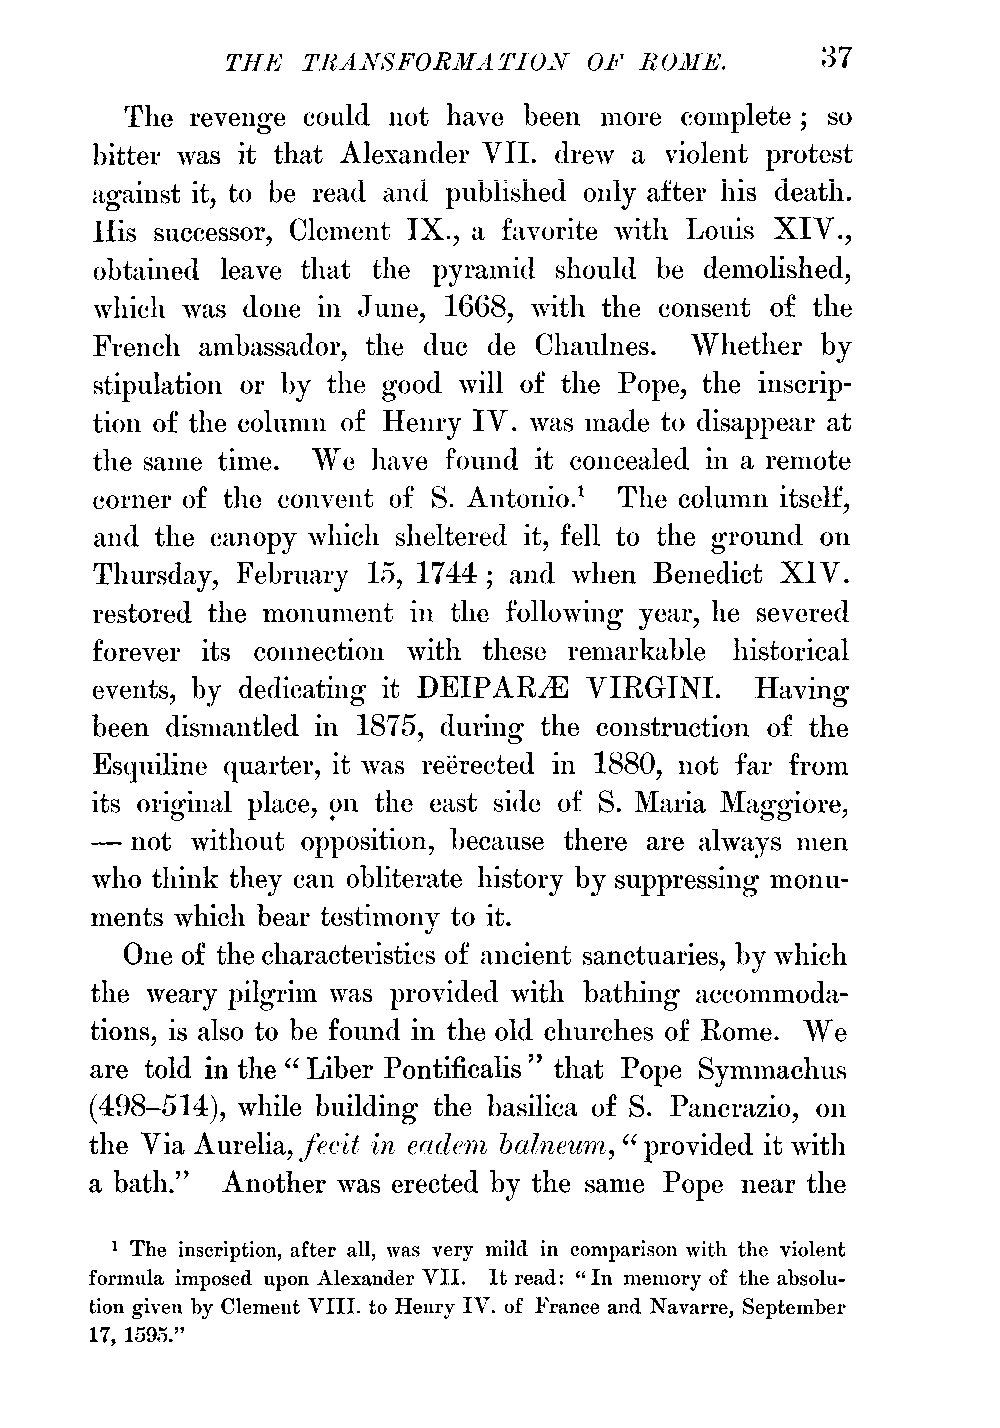 THE TRANSFORMATION OF ROME. 37
The revenge could not have been more complete ; so
bitter was it that Alexander VII. drew a violent protest
against it, to be read and published only after his death.
His successor, Clement IX., a favorite with Louis XIV.,
obtained leave that the pyramid should be demolished,
which was done in June, 1668, with the consent of the
French ambassador, the duc de Chaulnes. Whether by
stipulation or by the good will of the Pope, the inscrip-
tion of the column of Henry IV. was made to disappear at
the same time. We have found it concealed in a remote
corner of the convent of S. Antonio.¹ The column itself,
and the canopy which sheltered it, fell to the ground on
Thursday, February 15, 1744 ; and when Benedict XIV.
restored the monument in the following year, he severed
forever its connection with these remarkable historical
events, by dedicating it DEIPARÆ VIRGINI. Having
been dismantled in 1875, during the construction of the
Esquiline quarter, it was reërected in 1880, not far from
its original place, on the east side of S. Maria Maggiore,
— not without opposition, because there are always men
who think they can obliterate history by suppressing monu-
ments which bear testimony to it.
One of the characteristics of ancient sanctuaries, by which
the weary pilgrim was provided with bathing accommoda-
tions, is also to be found in the old churches of Rome. We
are told in the “ Liber Pontificalis ” that Pope Symmachus
(498–514), while building the basilica of S. Pancrazio, on
the Via Aurelia, fecit in eadem balneum, “ provided it with
a bath.” Another was erected by the same Pope near the
¹ The inscription, after all, was very mild in comparison with the violent
formula imposed upon Alexander VII. It read: “ In memory of the absolu-
tion given by Clement VIII. to Henry IV. of France and Navarre, September
17, 1595.”